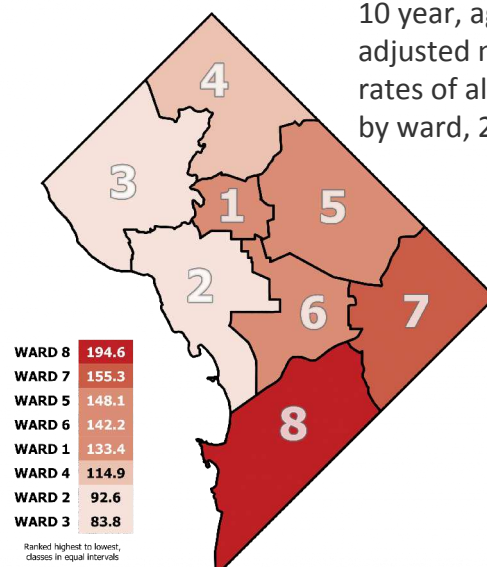 10 year, a
adjusted
rates of al
by ward, 2
4
3
1
5
2
6
7
8
WARD 8 194.6
WARD 7 155.3
WARD 5 148.1
WARD 6 142.2
WARD 1 133.4
WARD 4 114.9
WARD 2 92.6
WARD 3 83.8
Ranked highest to lowest,
classes in equal intervals